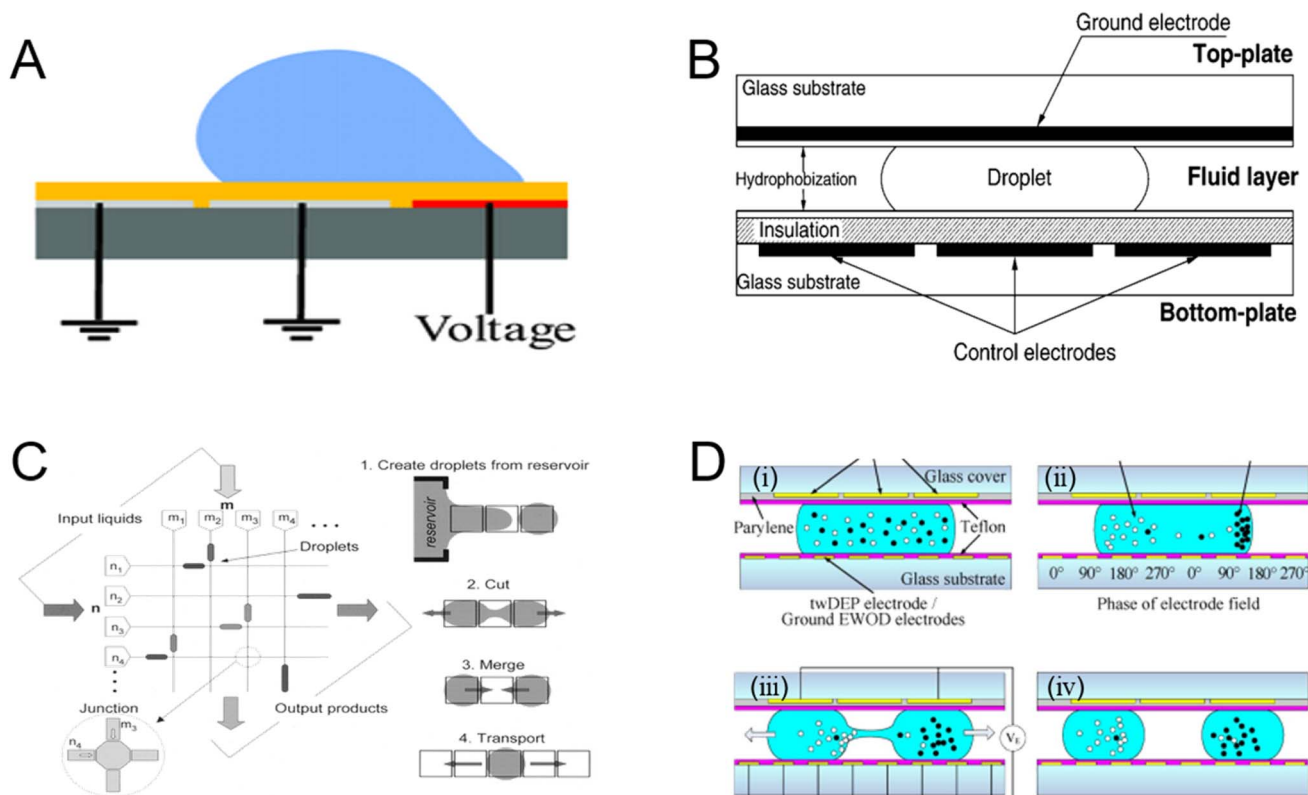 A
Voltage
B
Ground electrode
Top-plate
Glass substrate
Hydrophobization
Droplet
Fluid layer
Insulation
Glass substrate
Bottom-plate
Control electrodes
C
m
Input liquids
m1 m2 m3 m4 • • •
Droplets
n1
n2
n
n3
n4
•
•
•
Junction
m3
n4
Output products
1. Create droplets from reservoir
reservoir
2. Cut
3. Merge
4. Transport
D
(i)
Glass cover
Parylene
Teflon
Glass substrate
twDEP electrode /
Ground EWOD electrodes
(ii)
0° 90° 180° 270° 0° 90° 180° 270°
Phase of electrode field
(iii)
VE
(iv)